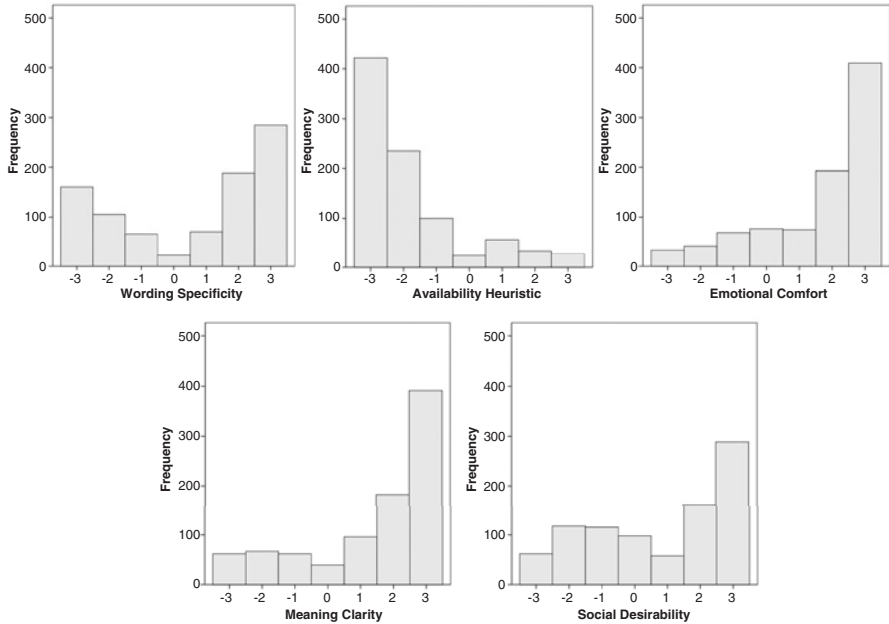 500
400
300
200
100
0
Frequency
-3 -2 -1 0 1 2 3
Wording Specificity
500
400
300
200
100
0
Frequency
-3 -2 -1 0 1 2 3
Availability Heuristic
500
400
300
200
100
0
Frequency
-3 -2 -1 0 1 2 3
Emotional Comfort
500
400
300
200
100
0
Frequency
-3 -2 -1 0 1 2 3
Meaning Clarity
500
400
300
200
100
0
Frequency
-3 -2 -1 0 1 2 3
Social Desirability